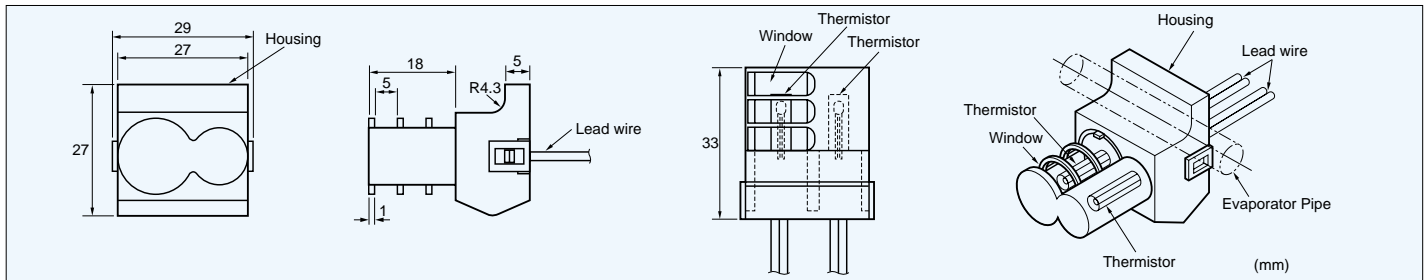 29
27
Housing
27
18
5
5
R4.3
Lead wire
1
Thermistor
Window
Thermistor
33
Housing
Lead wire
Thermistor
Window
Evaporator Pipe
Thermistor
(mm)